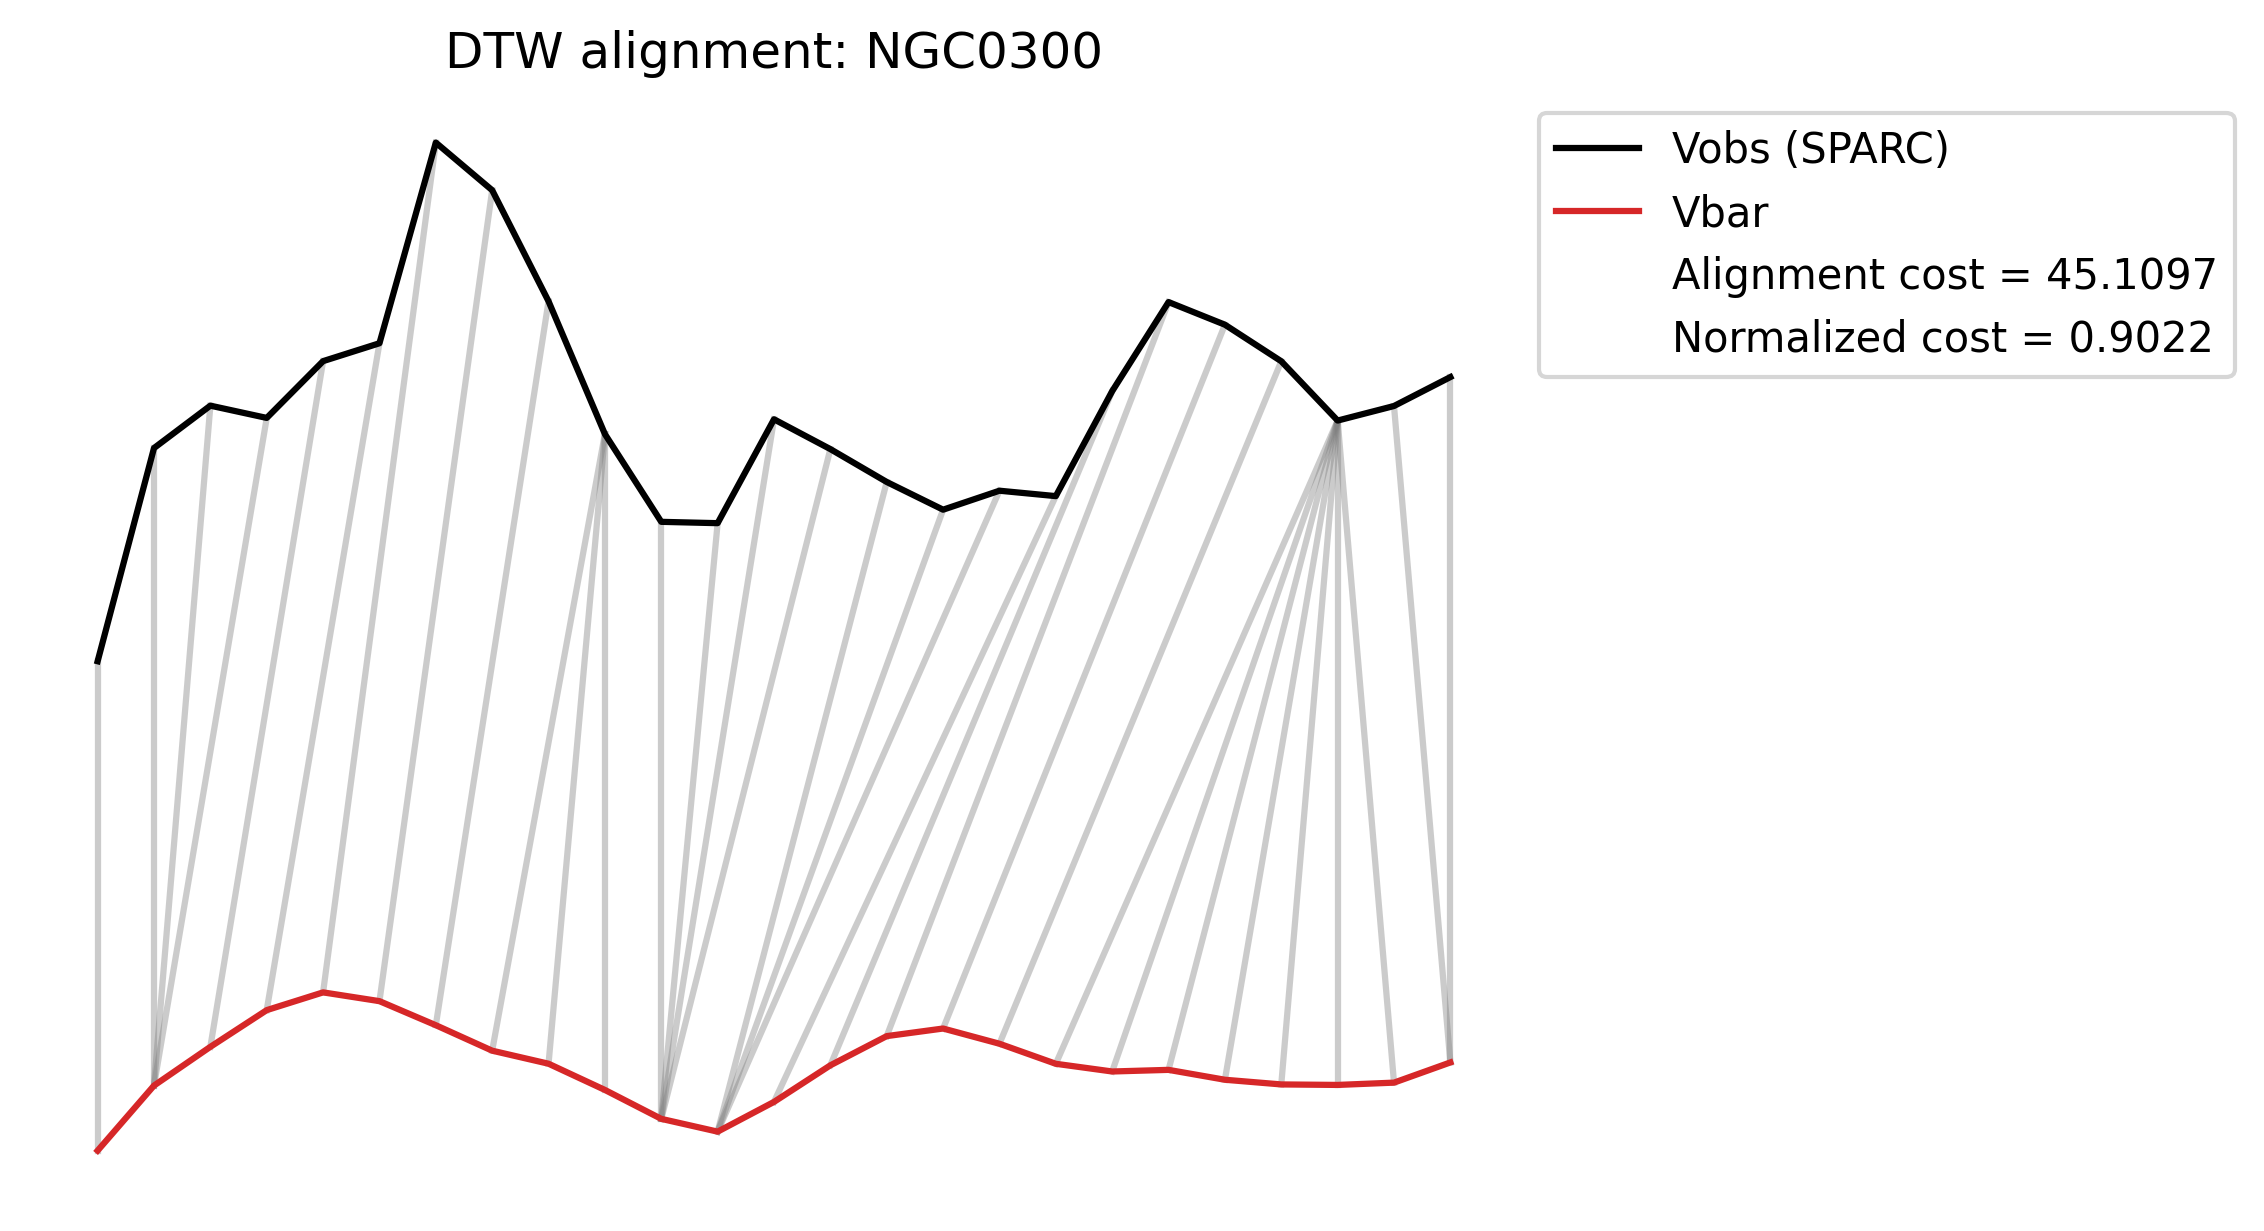 DTW alignment: NGC0300
Vobs (SPARC)
Vbar
Alignment cost = 45.1097
Normalized cost = 0.9022